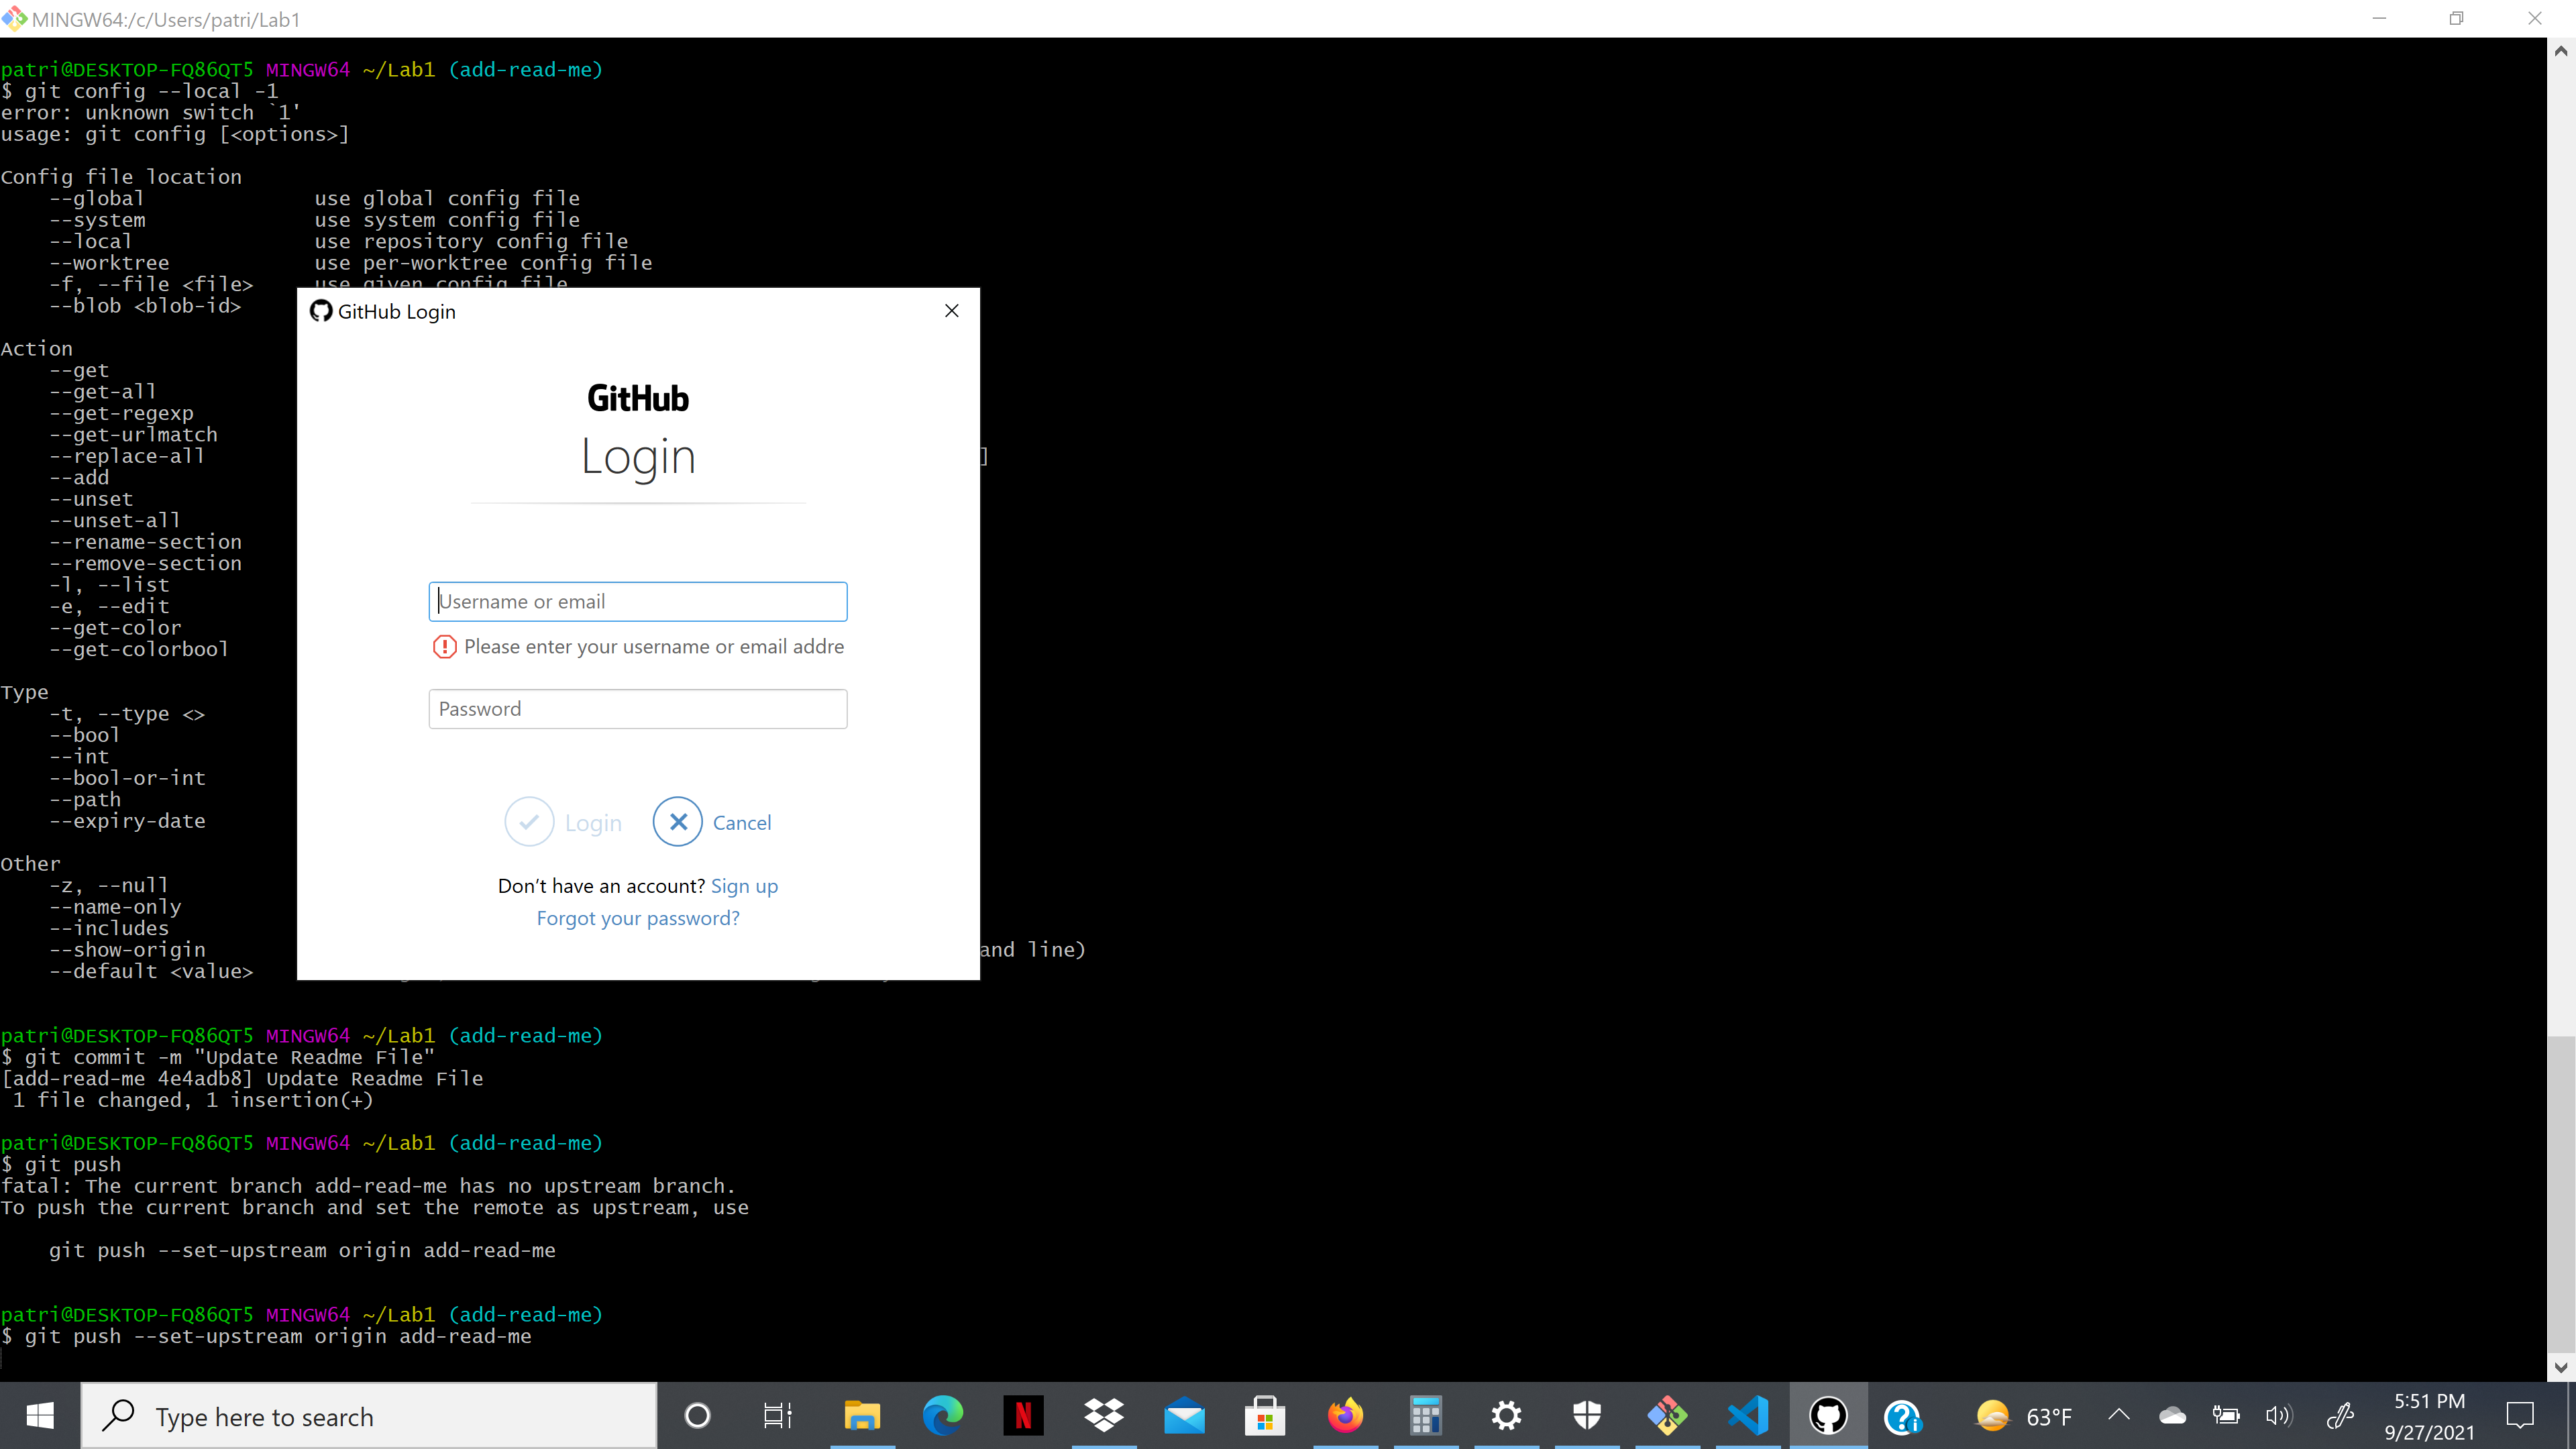 MINGW64:/c/Users/patri/Lab1
patri@DESKTOP-FQ86QT5 MINGW64 ~/Lab1 (add-read-me)
$ git config --local -1
error: unknown switch `1'
usage: git config [<options>]
Config file location
--global use global config file
--system use system config file
--local use repository config file
--worktree use per-worktree config file
-f, --file <file> use given config file
--blob <blob-id>
Action
--get
--get-all
--get-regexp
--get-urlmatch
--replace-all ]
--add
--unset
--unset-all
--rename-section
--remove-section
-l, --list
-e, --edit
--get-color
--get-colorbool
Type
-t, --type <>
--bool
--int
--bool-or-int
--path
--expiry-date
Other
-z, --null
--name-only
--includes
--show-origin and line)
--default <value>
GitHub Login
GitHub
Login
Username or email
Please enter your username or email addre
Password
Login Cancel
Don't have an account? Sign up
Forgot your password?
patri@DESKTOP-FQ86QT5 MINGW64 ~/Lab1 (add-read-me)
$ git commit -m "Update Readme File"
[add-read-me 4e4adb8] Update Readme File
1 file changed, 1 insertion(+)
patri@DESKTOP-FQ86QT5 MINGW64 ~/Lab1 (add-read-me)
$ git push
fatal: The current branch add-read-me has no upstream branch.
To push the current branch and set the remote as upstream, use
git push --set-upstream origin add-read-me
patri@DESKTOP-FQ86QT5 MINGW64 ~/Lab1 (add-read-me)
$ git push --set-upstream origin add-read-me
Type here to search
N
63°F
5:51 PM
9/27/2021